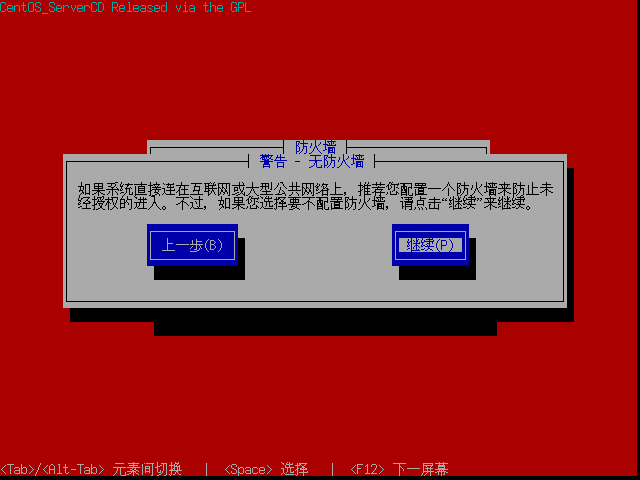 CentOS_ServerCD Released via the GPL
防火墙
警告 - 无防火墙
如果系统直接连在互联网或大型公共网络上，推荐您配置一个防火墙来防止未
经授权的进入。不过，如果您选择要不配置防火墙，请点击“继续”来继续。
上一步(B) 继续(P)
<Tab>/<Alt-Tab> 元素间切换 | <Space> 选择 | <F12> 下一屏幕